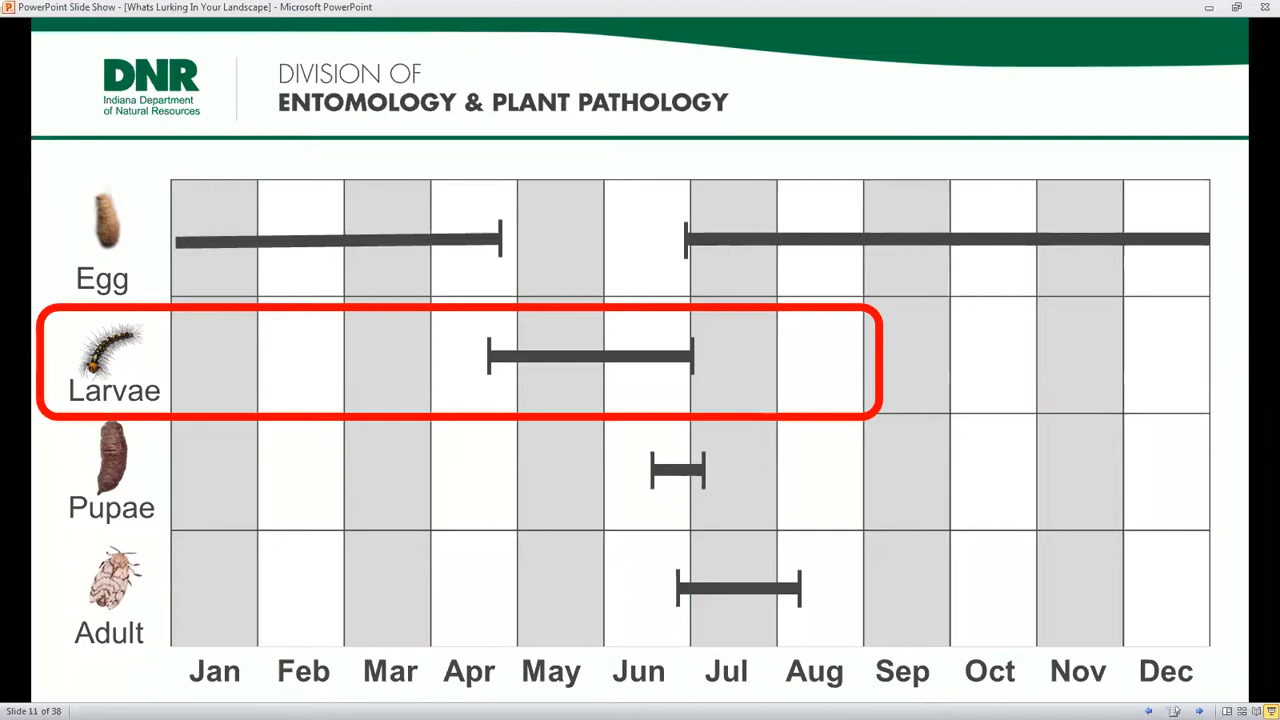 PowerPoint Slide Show - [Whats Lurking In Your Landscape] - Microsoft PowerPoint
DNR
Indiana Department
of Natural Resources
DIVISION OF
ENTOMOLOGY & PLANT PATHOLOGY
Egg
Larvae
Pupae
Adult
Jan Feb Mar Apr May Jun Jul Aug Sep Oct Nov Dec
Slide 11 of 38